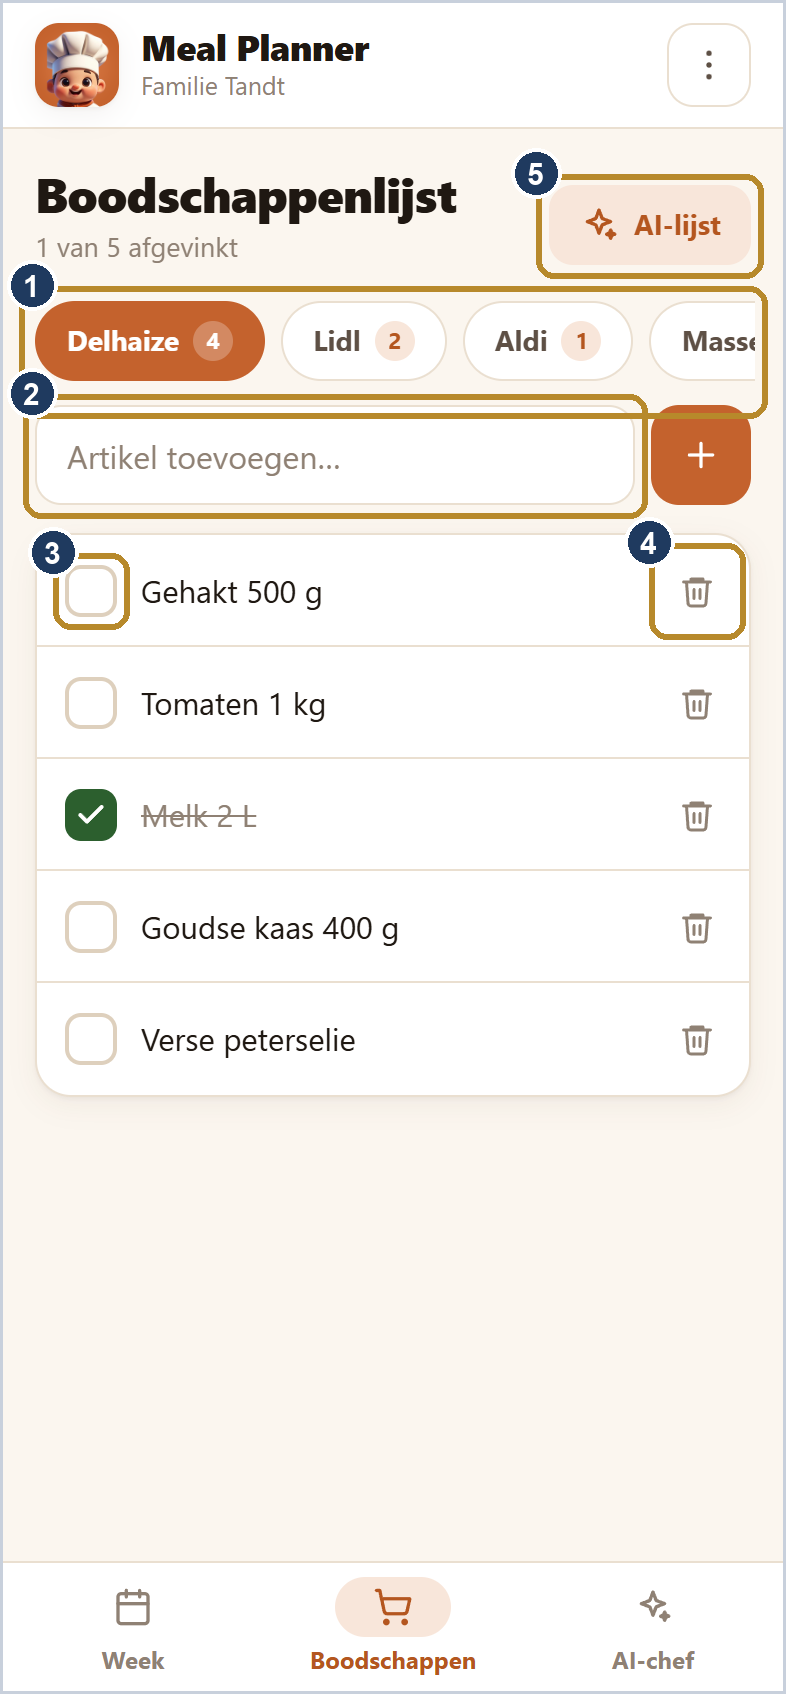 Meal Planner
Familie Tandt
Boodschappenlijst
1 van 5 afgevinkt
5
AI-lijst
1
Delhaize 4
Lidl 2
Aldi 1
Masse
2
Artikel toevoegen...
3
Gehakt 500 g
4
Tomaten 1 kg
Melk 2 L
Goudse kaas 400 g
Verse peterselie
Week
Boodschappen
AI-chef